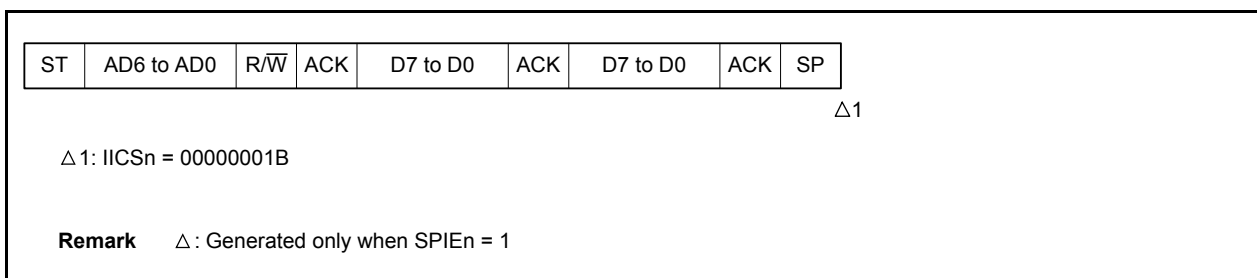 ST AD6 to AD0 R/W̅ ACK D7 to D0 ACK D7 to D0 ACK SP
△1
△1: IICSn = 00000001B
Remark △: Generated only when SPIEn = 1